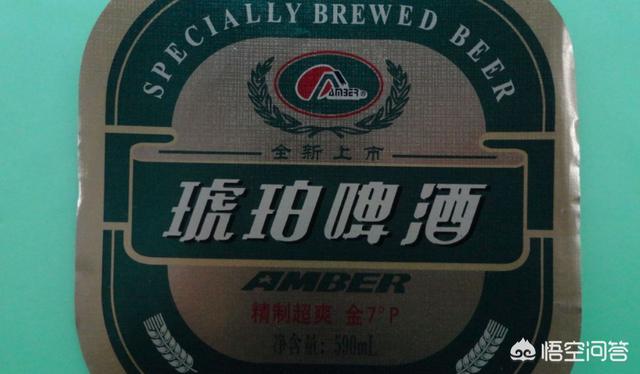 SPECIALLY BREWED BEER
AMBER®
全新上市
琥珀啤酒
AMBER
精制超爽 金7°P
净含量:590mL
悟空问答